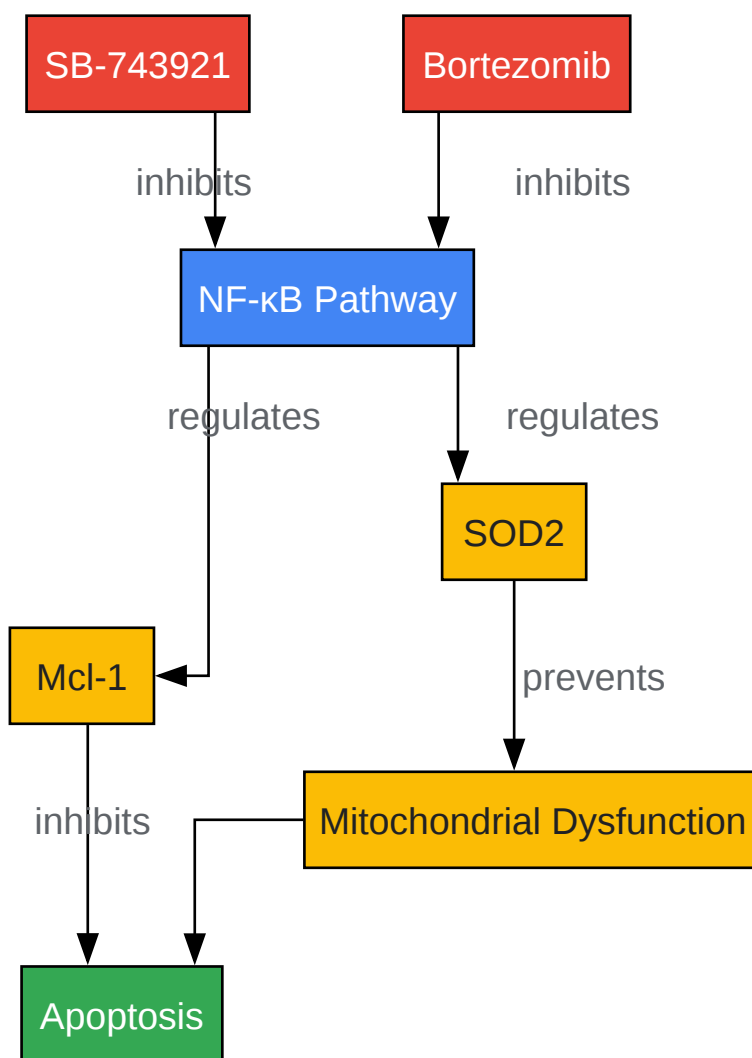 SB-743921
Bortezomib
inhibits
inhibits
NF-κB Pathway
regulates
regulates
SOD2
Mcl-1
prevents
inhibits
Mitochondrial Dysfunction
Apoptosis